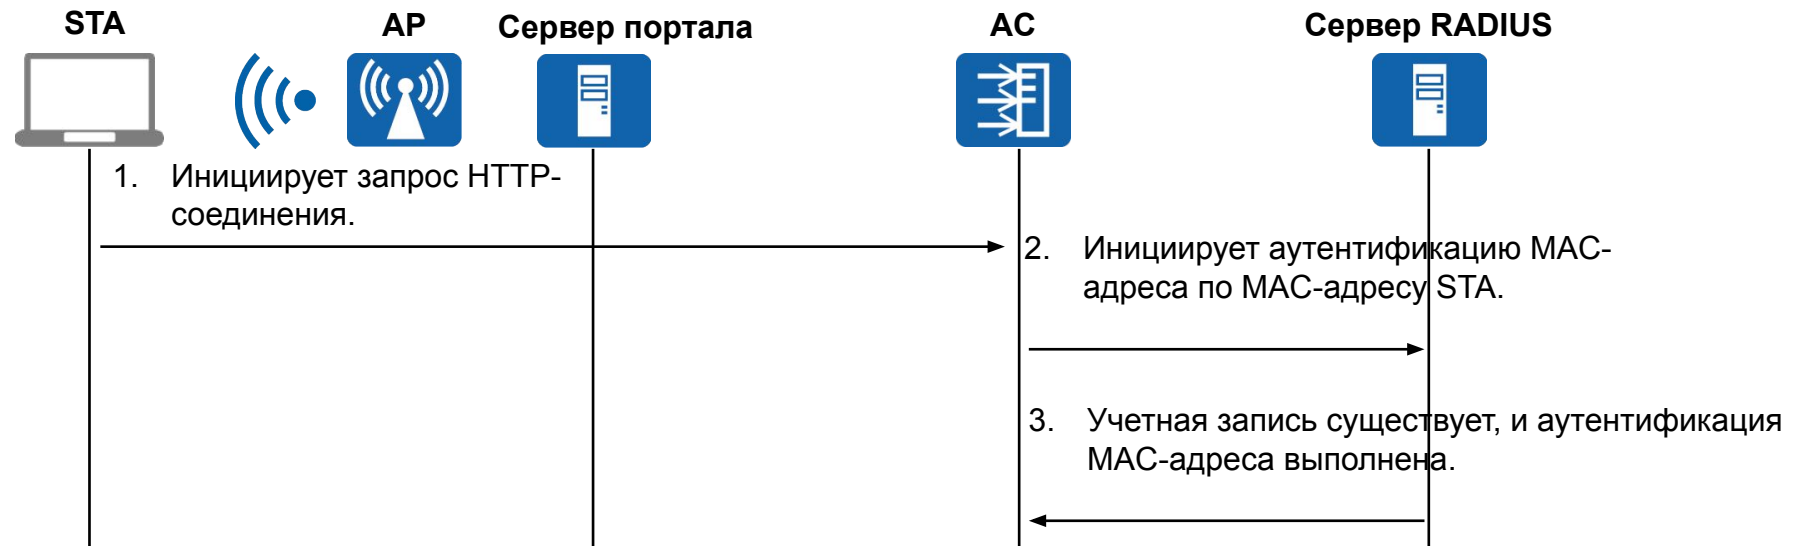 STA
AP
Сервер портала
AC
Сервер RADIUS
1. Инициирует запрос HTTP-
соединения.
2. Инициирует аутентификацию MAC-
адреса по MAC-адресу STA.
3. Учетная запись существует, и аутентификация
MAC-адреса выполнена.